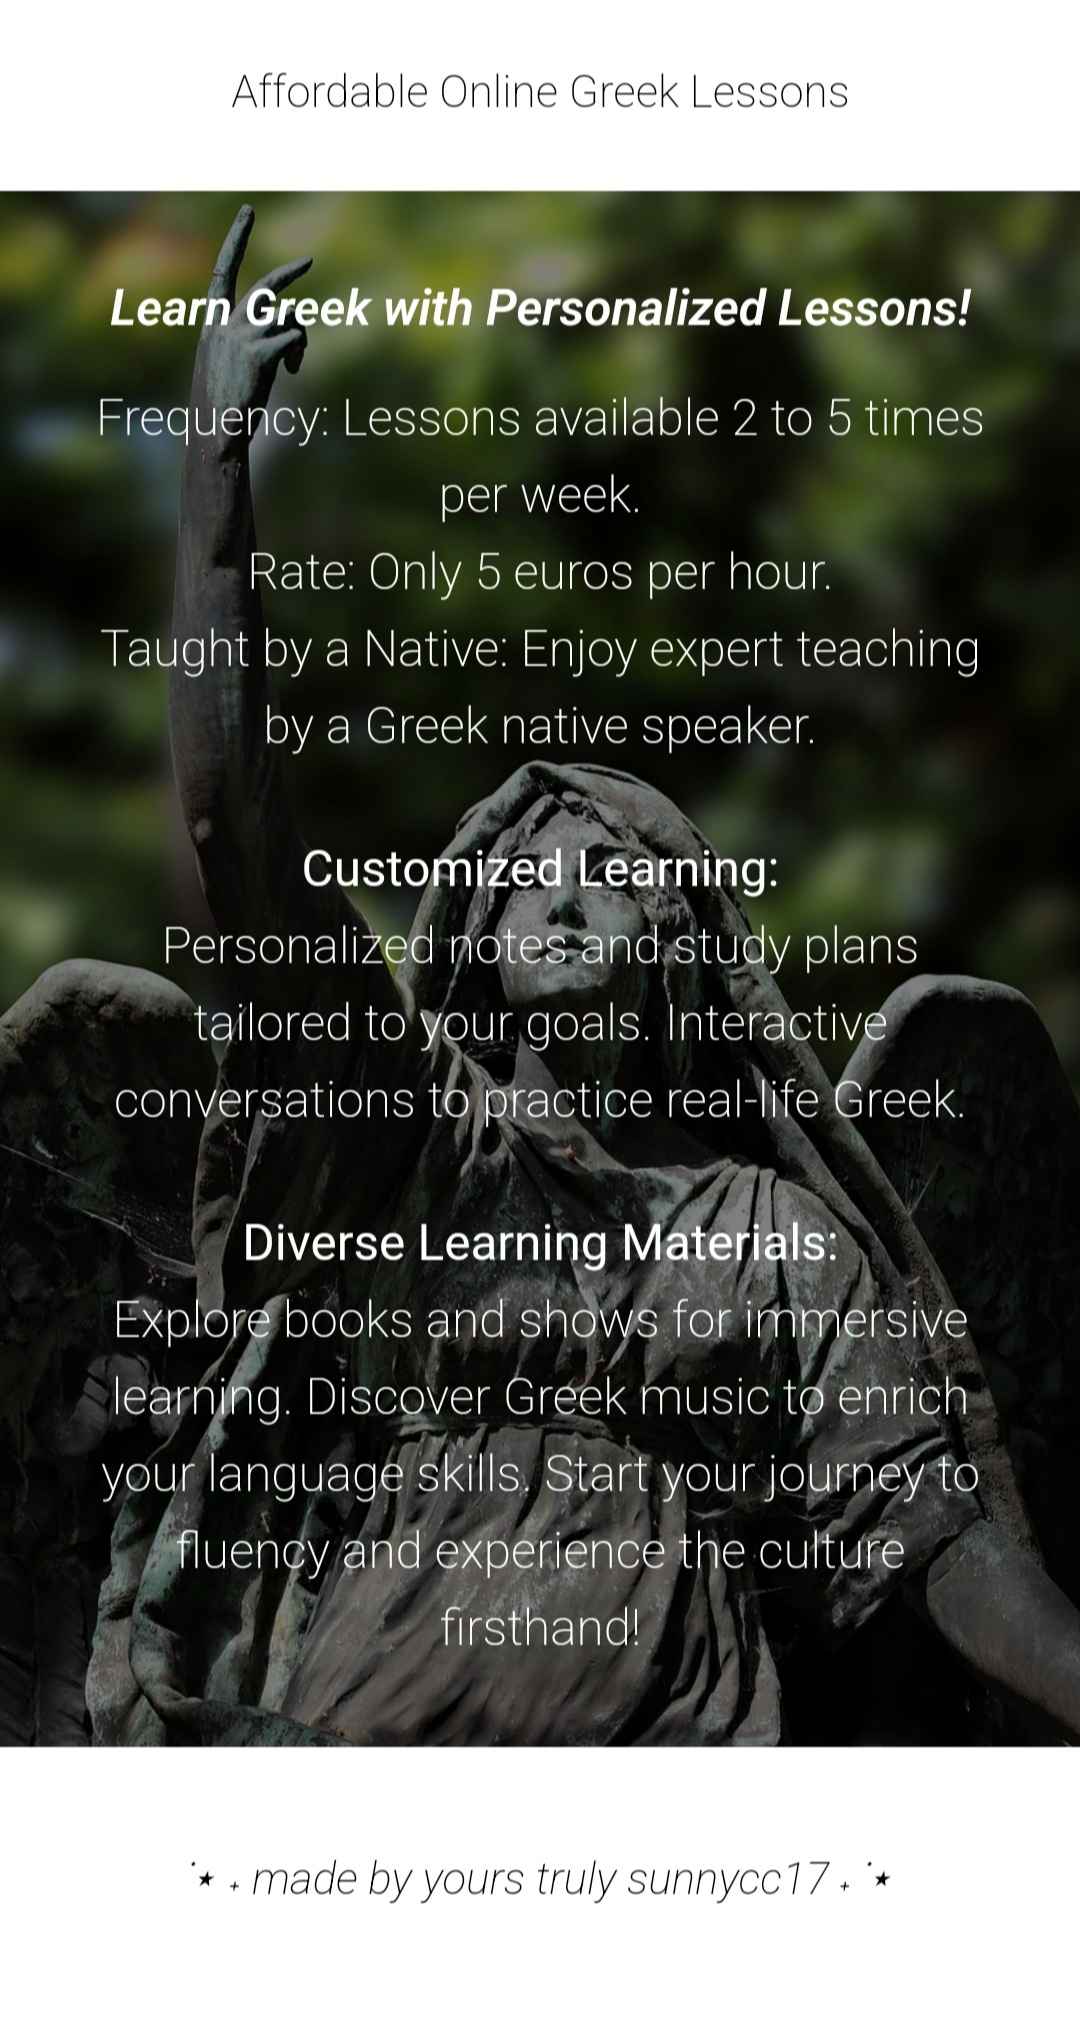 Affordable Online Greek Lessons
Learn Greek with Personalized Lessons!
Frequency: Lessons available 2 to 5 times
per week.
Rate: Only 5 euros per hour.
Taught by a Native: Enjoy expert teaching
by a Greek native speaker.
Customized Learning:
Personalized notes and study plans
tailored to your goals. Interactive
conversations to practice real-life Greek.
Diverse Learning Materials:
Explore books and shows for immersive
learning. Discover Greek music to enrich
your language skills. Start your journey to
fluency and experience the culture
firsthand!
˙⋆ ˖ made by yours truly sunnycc17 ˖ ˙⋆